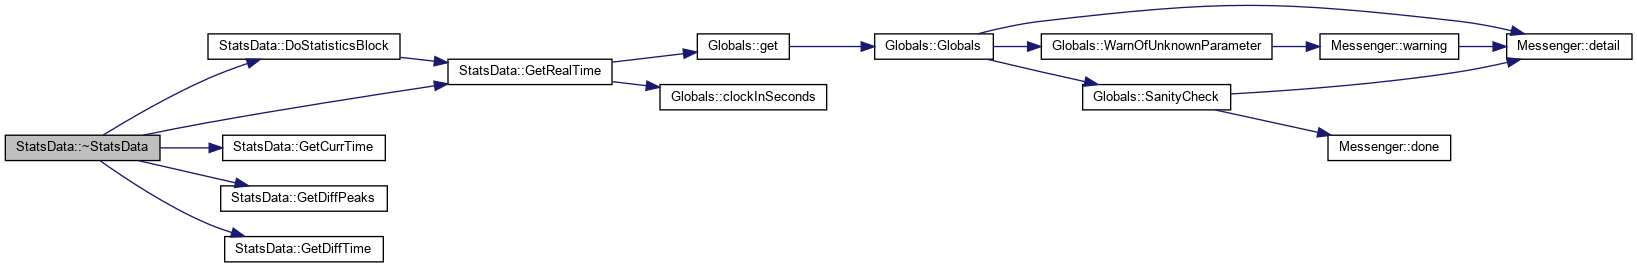 StatsData::~StatsData
StatsData::DoStatisticsBlock
StatsData::GetRealTime
StatsData::GetCurrTime
StatsData::GetDiffPeaks
StatsData::GetDiffTime
Globals::get
Globals::clockInSeconds
Globals::Globals
Globals::WarnOfUnknownParameter
Globals::SanityCheck
Messenger::warning
Messenger::done
Messenger::detail